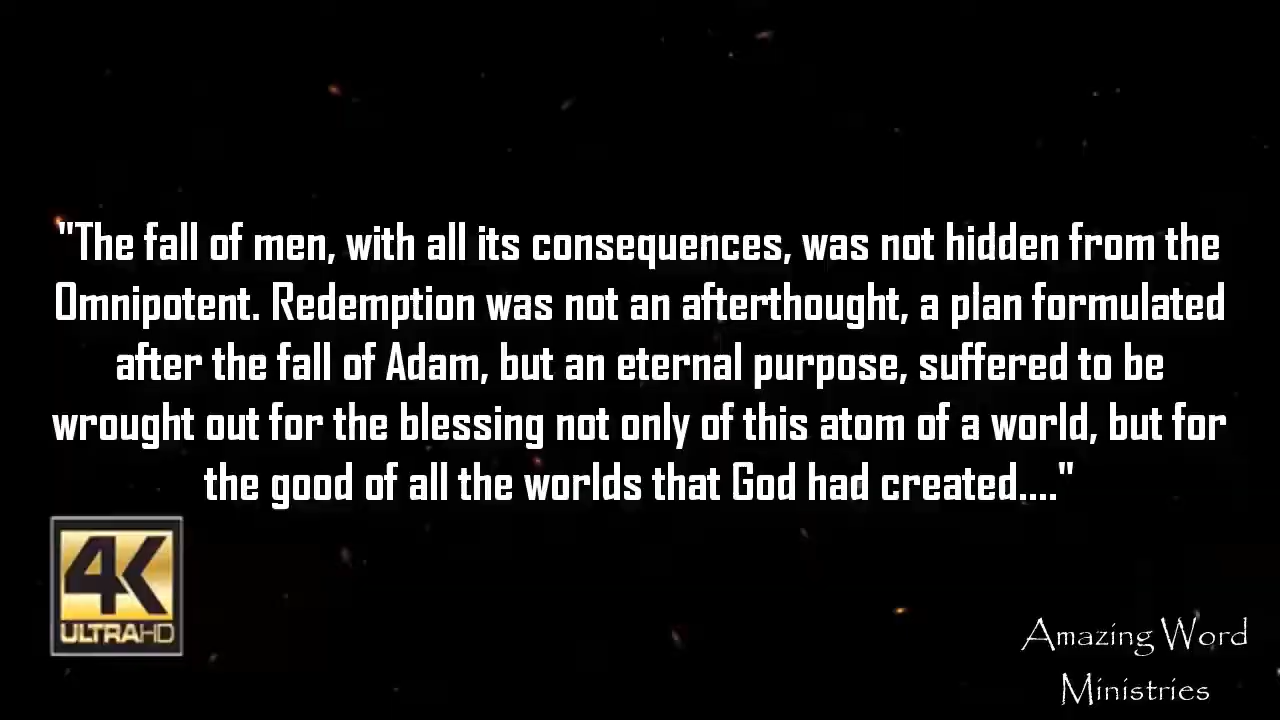 "The fall of men, with all its consequences, was not hidden from the
Omnipotent. Redemption was not an afterthought, a plan formulated
after the fall of Adam, but an eternal purpose, suffered to be
wrought out for the blessing not only of this atom of a world, but for
the good of all the worlds that God had created...."
4K
ULTRAHD
Amazing Word
Ministries